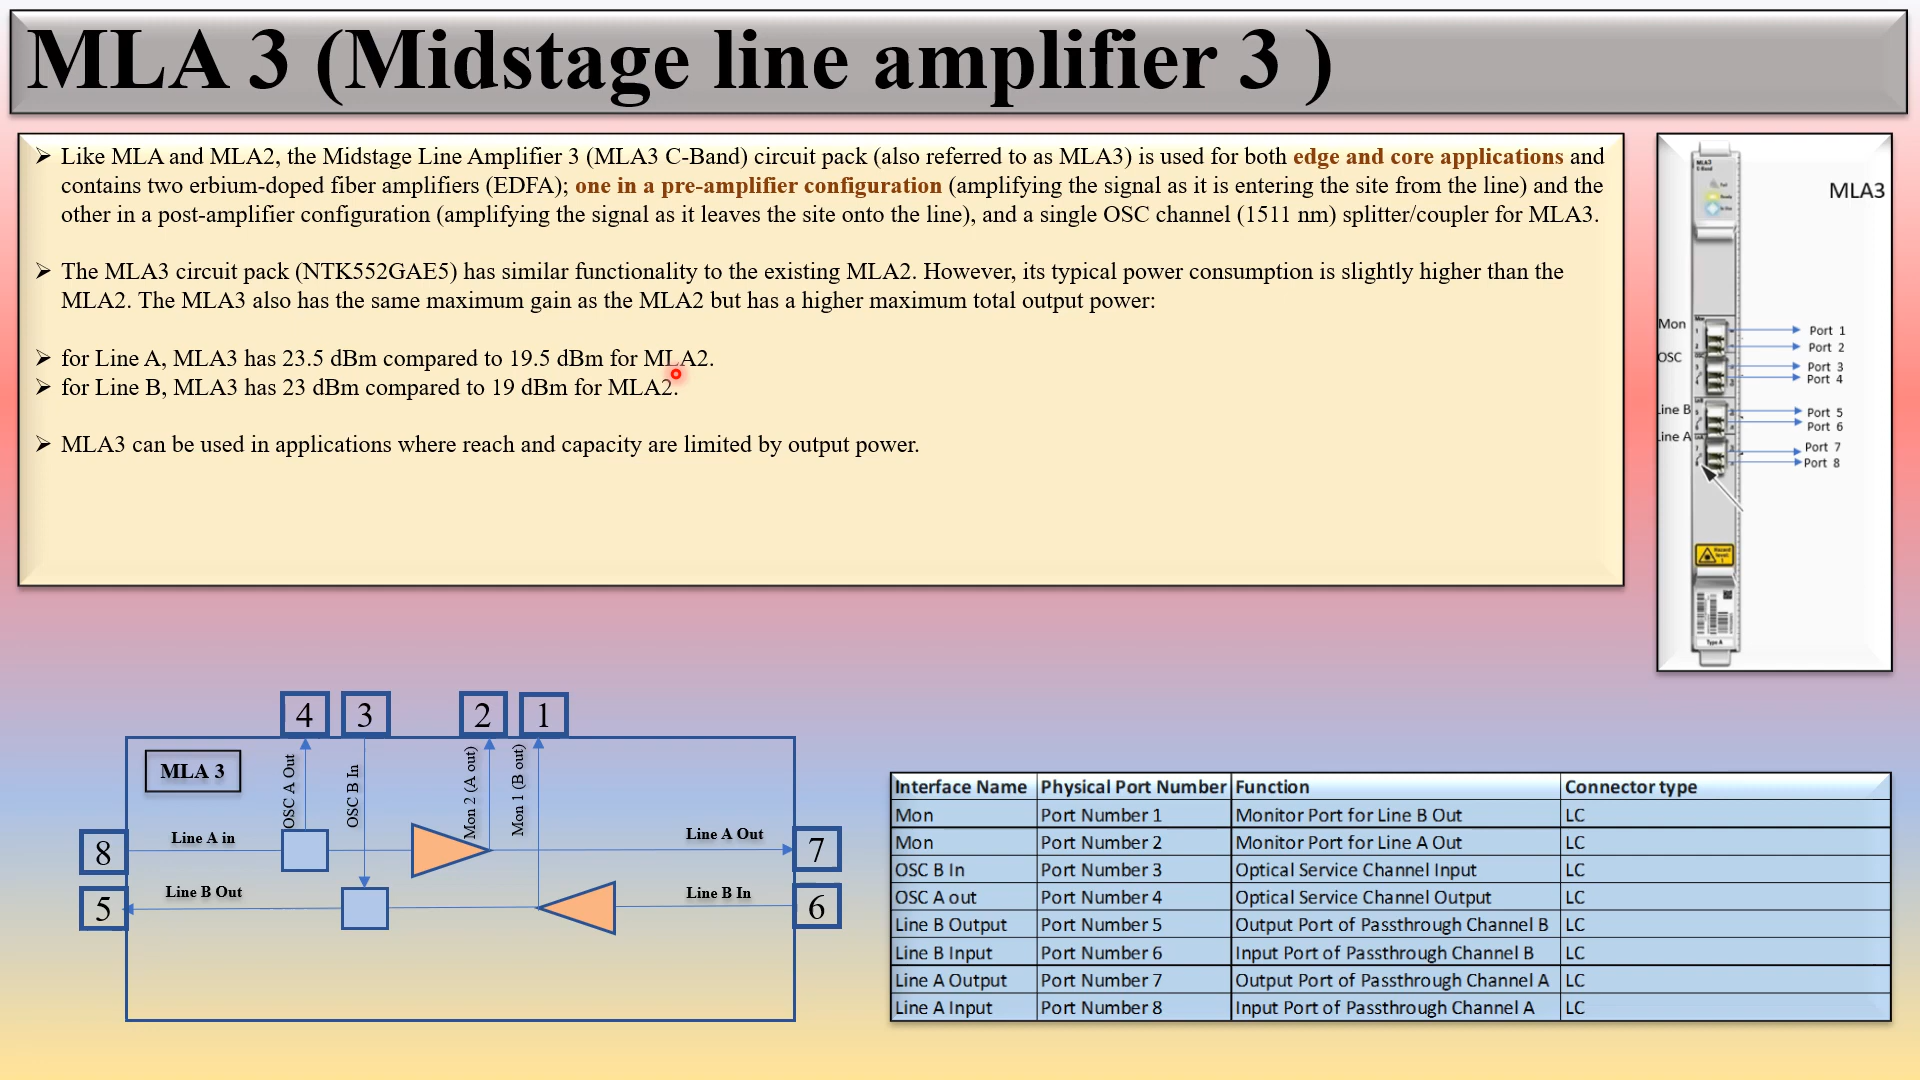 MLA 3 (Midstage line amplifier 3 )
➢ Like MLA and MLA2, the Midstage Line Amplifier 3 (MLA3 C-Band) circuit pack (also referred to as MLA3) is used for both edge and core applications and
contains two erbium-doped fiber amplifiers (EDFA); one in a pre-amplifier configuration (amplifying the signal as it is entering the site from the line) and the
other in a post-amplifier configuration (amplifying the signal as it leaves the site onto the line), and a single OSC channel (1511 nm) splitter/coupler for MLA3.
➢ The MLA3 circuit pack (NTK552GAE5) has similar functionality to the existing MLA2. However, its typical power consumption is slightly higher than the
MLA2. The MLA3 also has the same maximum gain as the MLA2 but has a higher maximum total output power:
➢ for Line A, MLA3 has 23.5 dBm compared to 19.5 dBm for MLA2.
➢ for Line B, MLA3 has 23 dBm compared to 19 dBm for MLA2.
➢ MLA3 can be used in applications where reach and capacity are limited by output power.
MLA3
MLA3
Mon
OSC
Line B
Line A
Port 1
Port 2
Port 3
Port 4
Port 5
Port 6
Port 7
Port 8
Type A
4 3 2 1
MLA 3
OSC A Out
OSC B In
Mon 2 (A out)
Mon 1 (B out)
8 Line A in Line A Out 7
5 Line B Out Line B In 6
Interface Name Physical Port Number Function Connector type
Mon Port Number 1 Monitor Port for Line B Out LC
Mon Port Number 2 Monitor Port for Line A Out LC
OSC B In Port Number 3 Optical Service Channel Input LC
OSC A out Port Number 4 Optical Service Channel Output LC
Line B Output Port Number 5 Output Port of Passthrough Channel B LC
Line B Input Port Number 6 Input Port of Passthrough Channel B LC
Line A Output Port Number 7 Output Port of Passthrough Channel A LC
Line A Input Port Number 8 Input Port of Passthrough Channel A LC